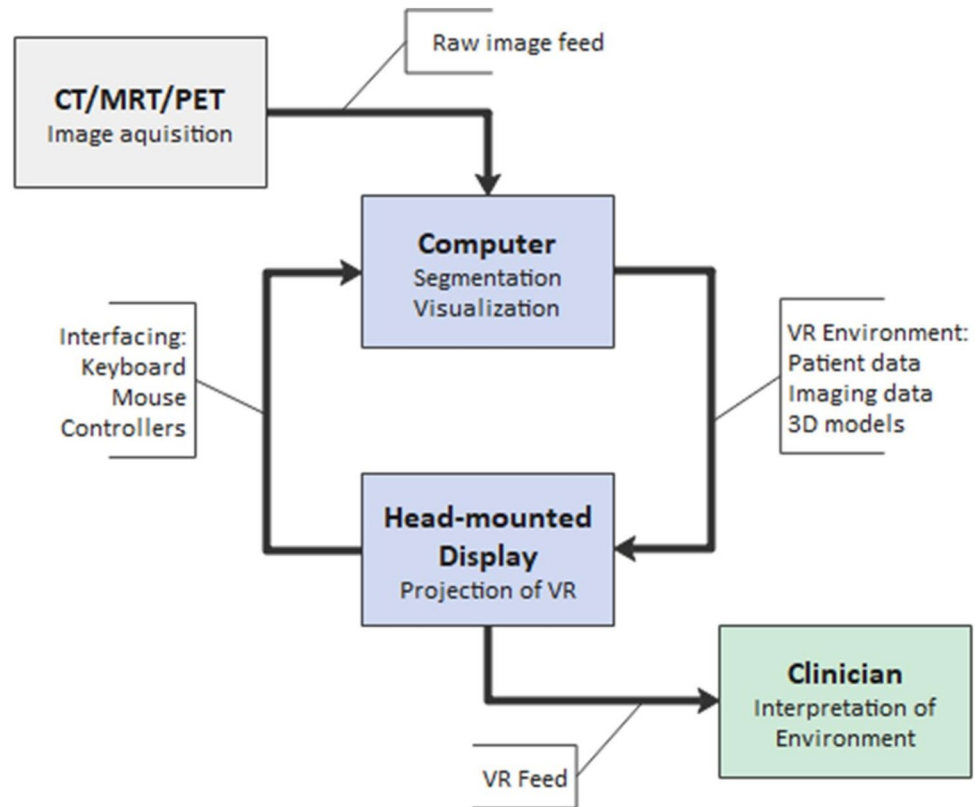 Raw image feed
CT/MRT/PET
Image aquisition
Computer
Segmentation
Visualization
Interfacing:
Keyboard
Mouse
Controllers
VR Environment:
Patient data
Imaging data
3D models
Head-mounted
Display
Projection of VR
Clinician
Interpretation of
Environment
VR Feed